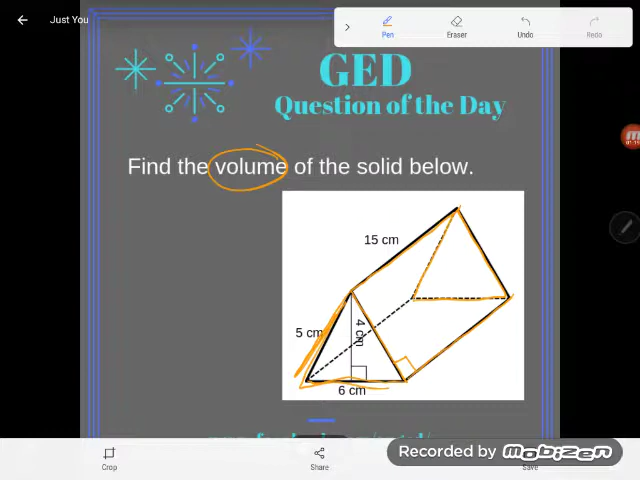 Just You
Pen
Eraser
Undo
Redo
GED
Question of the Day
Find the volume of the solid below.
15 cm
5 cm
4 cm
6 cm
Crop
Share
Save
Recorded by Mobizen